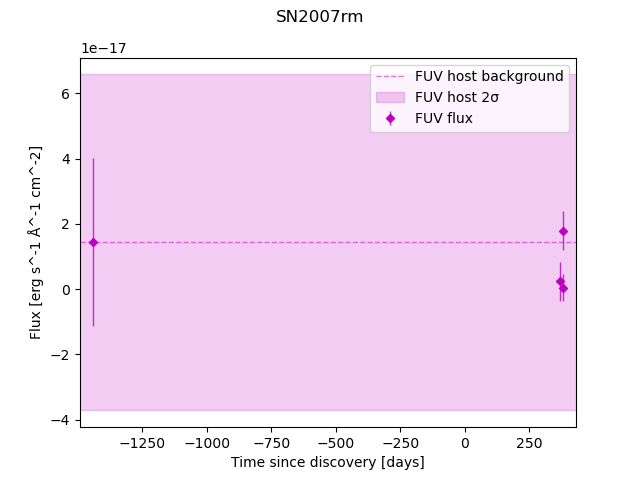 SN2007rm
1e−17
FUV host background
FUV host 2σ
FUV flux
6
4
2
0
−2
−4
Flux [erg s^-1 Å^-1 cm^-2]
−1250 −1000 −750 −500 −250 0 250
Time since discovery [days]